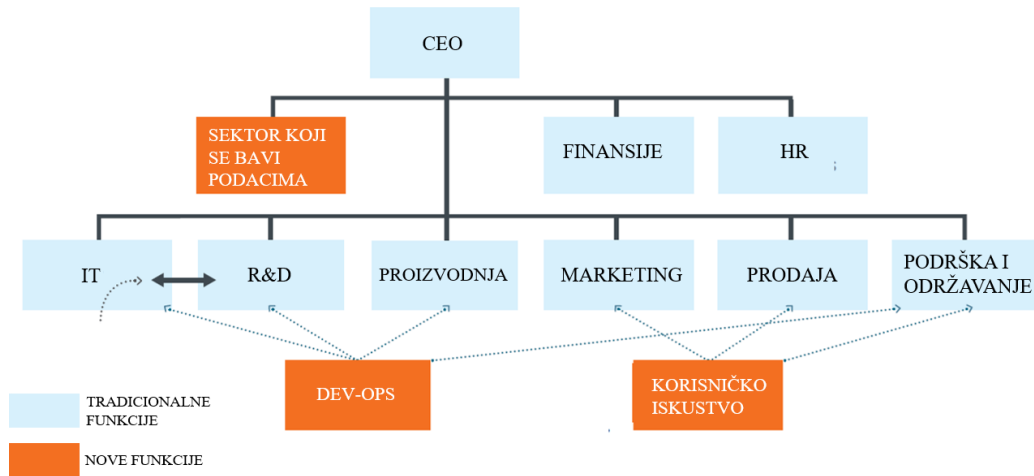 CEO
SEKTOR KOJI
SE BAVI
PODACIMA
FINANSIJE
HR
;
IT
R&D
PROIZVODNJA
MARKETING
PRODAJA
PODRŠKA I
ODRŽAVANJE
DEV-OPS
KORISNIČKO
ISKUSTVO
,
TRADICIONALNE
FUNKCIJE
NOVE FUNKCIJE